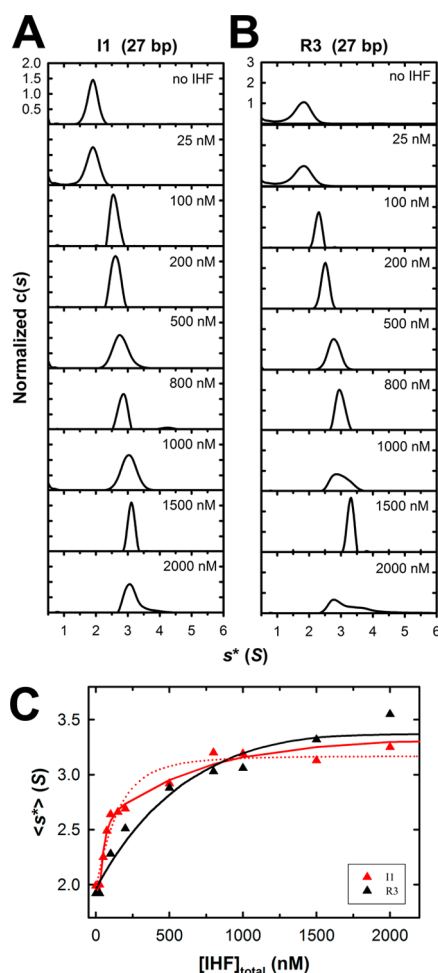 A
I1 (27 bp)
Normalized c(s)
2.0
1.5
1.0
0.5
no IHF
25 nM
100 nM
200 nM
500 nM
800 nM
1000 nM
1500 nM
2000 nM
1 2 3 4 5 6
B
R3 (27 bp)
3
2
1
no IHF
25 nM
100 nM
200 nM
500 nM
800 nM
1000 nM
1500 nM
2000 nM
1 2 3 4 5 6
s* (S)
C
<s*> (S)
3.5
3.0
2.5
2.0
0 500 1000 1500 2000
I1
R3
[IHF]total (nM)